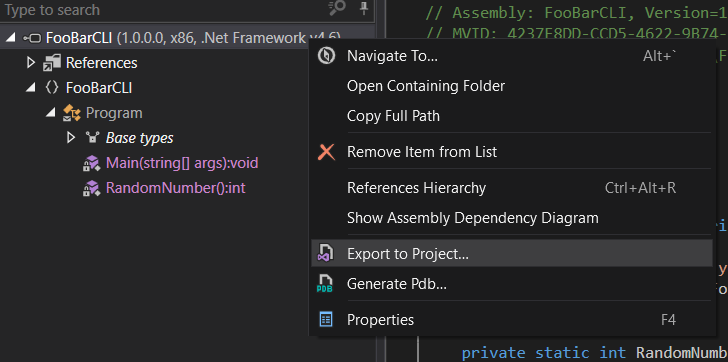 Type to search
FooBarCLI (1.0.0.0, x86, .Net Framework v4.6)
References
FooBarCLI
Program
Base types
Main(string[] args):void
RandomNumber():int
// Assembly: FooBarCLI, Version=1
// MVID: 4237E8DD-CCD5-4622-9B74-
Navigate To... Alt+`
Open Containing Folder
Copy Full Path
Remove Item from List
References Hierarchy Ctrl+Alt+R
Show Assembly Dependency Diagram
Export to Project...
PDB Generate Pdb...
Properties F4
private static int RandomNumb